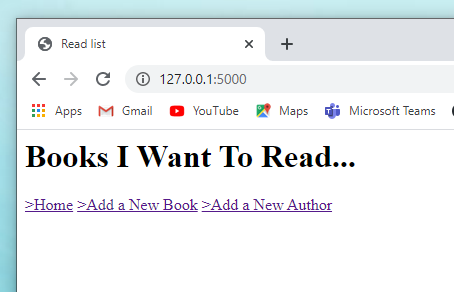 Read list
127.0.0.1:5000
Apps Gmail YouTube Maps Microsoft Teams
Books I Want To Read...
>Home >Add a New Book >Add a New Author